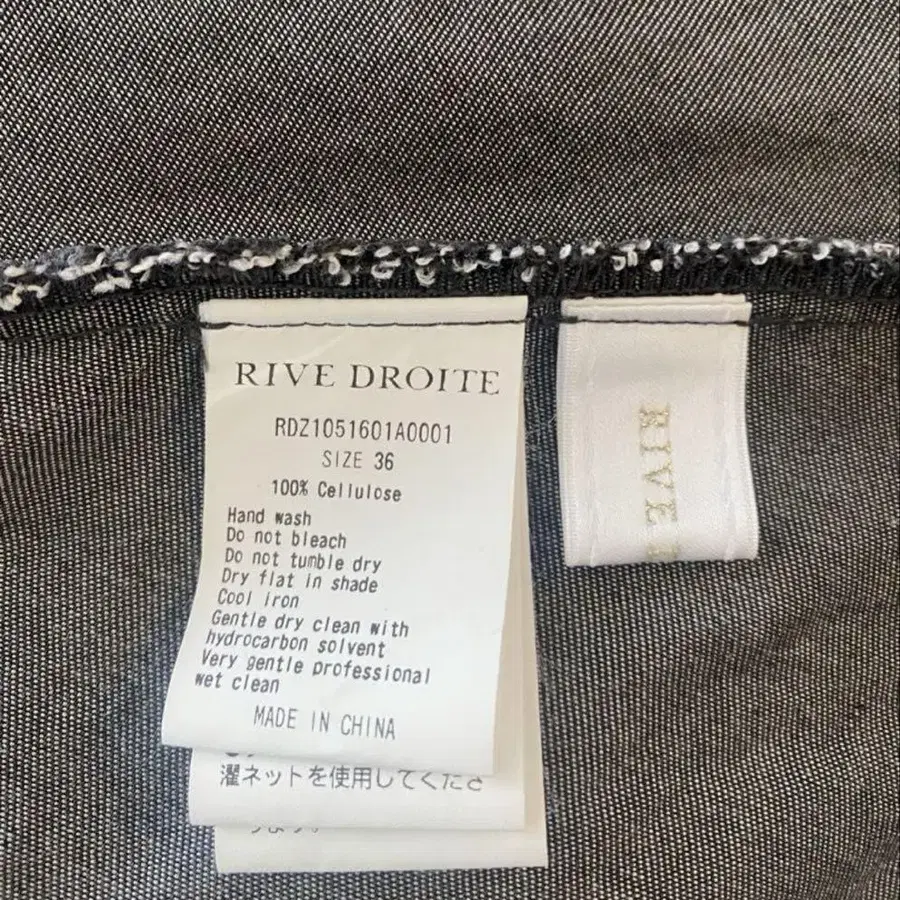 RIVE DROITE
RDZ1051601A0001
SIZE 36
100% Cellulose
Hand wash
Do not bleach
Do not tumble dry
Dry flat in shade
Cool iron
Gentle dry clean with
hydrocarbon solvent
Very gentle professional
wet clean
MADE IN CHINA
濯ネットを使用してくださ
RIVE